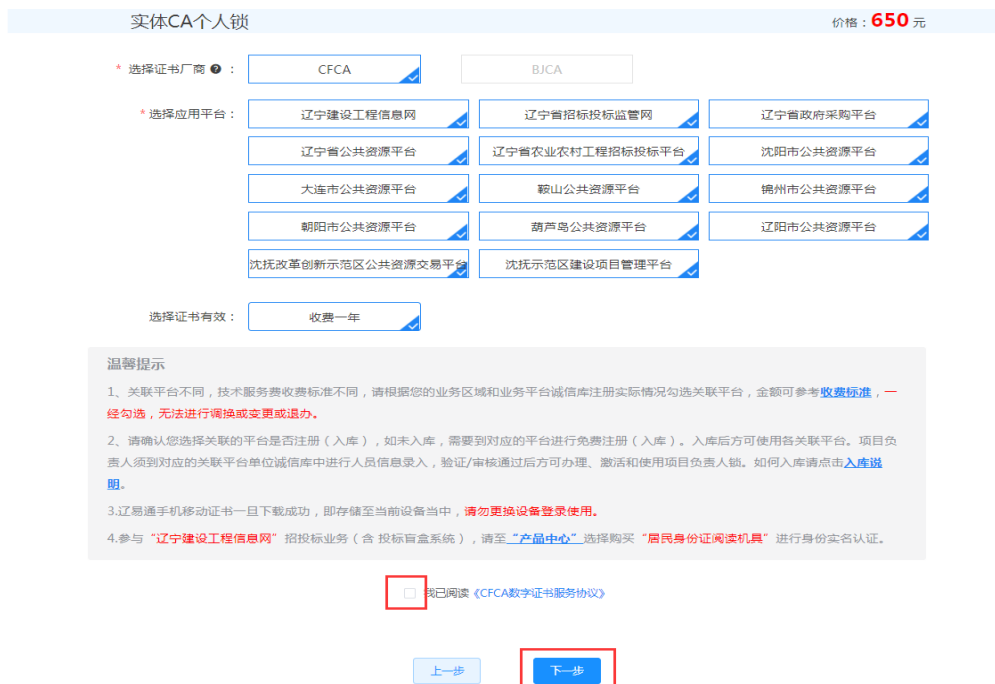 实体CA个人锁 价格：650 元
* 选择证书厂商 ?： CFCA BJCA
*选择应用平台： 辽宁建设工程信息网 辽宁省招标投标监管网 辽宁省政府采购平台
辽宁省公共资源平台 辽宁省农业农村工程招标投标平台 沈阳市公共资源平台
大连市公共资源平台 鞍山公共资源平台 锦州市公共资源平台
朝阳市公共资源平台 葫芦岛公共资源平台 辽阳市公共资源平台
沈抚改革创新示范区公共资源交易平台 沈抚示范区建设项目管理平台
选择证书有效： 收费一年
温馨提示
1、关联平台不同，技术服务费收费标准不同，请根据您的业务区域和业务平台诚信库注册实际情况勾选关联平台，金额可参考收费标准，一
经勾选，无法进行调换或变更或退办。
2、请确认您选择关联的平台是否注册（入库），如未入库，需要到对应的平台进行免费注册（入库）。入库后方可使用各关联平台。项目负
责人须到对应的关联平台单位诚信库中进行人员信息录入，验证/审核通过后方可办理、激活和使用项目负责人锁。如何入库请点击入库说
明。
3.辽易通手机移动证书一旦下载成功，即存储至当前设备当中，请勿更换设备登录使用。
4.参与“辽宁建设工程信息网”招投标业务（含 投标盲盒系统），请至“产品中心”选择购买“居民身份证阅读机具”进行身份实名认证。
我已阅读《CFCA数字证书服务协议》
上一步 下一步